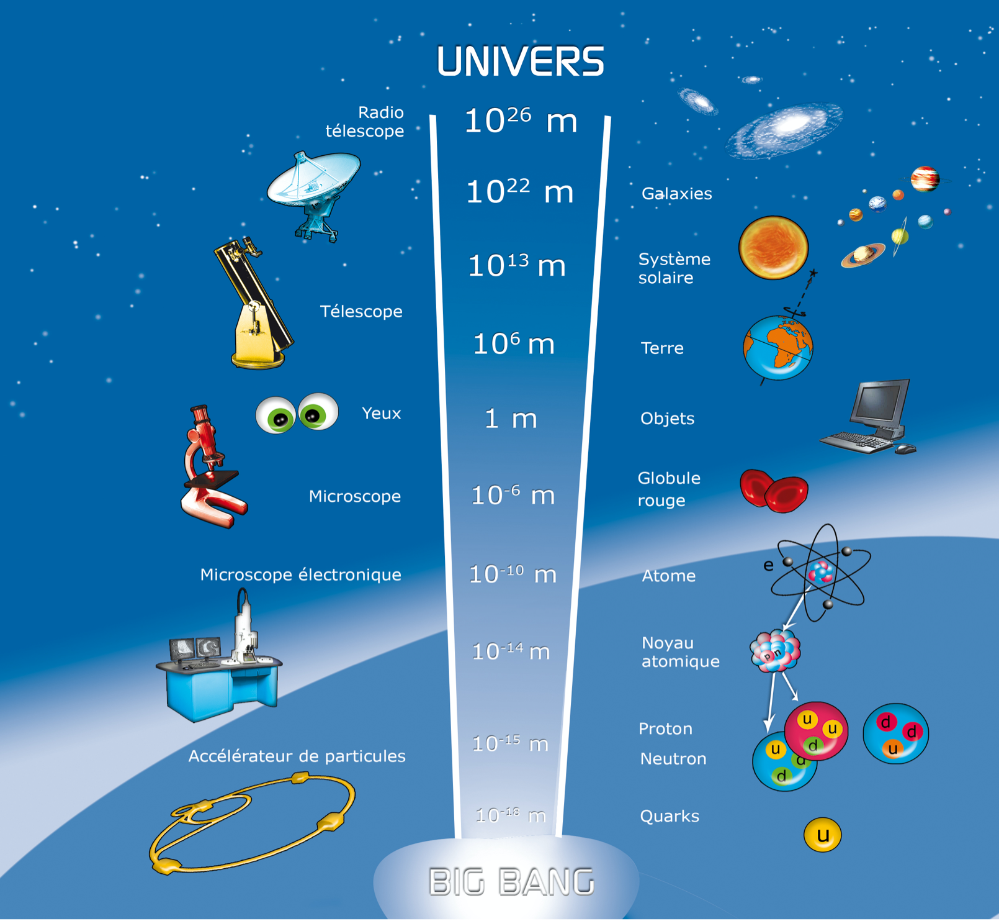 UNIVERS
Radio
télescope
10²⁶ m
10²² m
Galaxies
10¹³ m
Système
solaire
Télescope
10⁶ m
Terre
Yeux
1 m
Objets
Microscope
10⁻⁶ m
Globule
rouge
Microscope électronique
10⁻¹⁰ m
Atome
e
10⁻¹⁴ m
Noyau
atomique
p n
Accélérateur de particules
10⁻¹⁵ m
Proton
Neutron
u u d
u d d
d d u
10⁻¹⁸ m
Quarks
u
BIG BANG